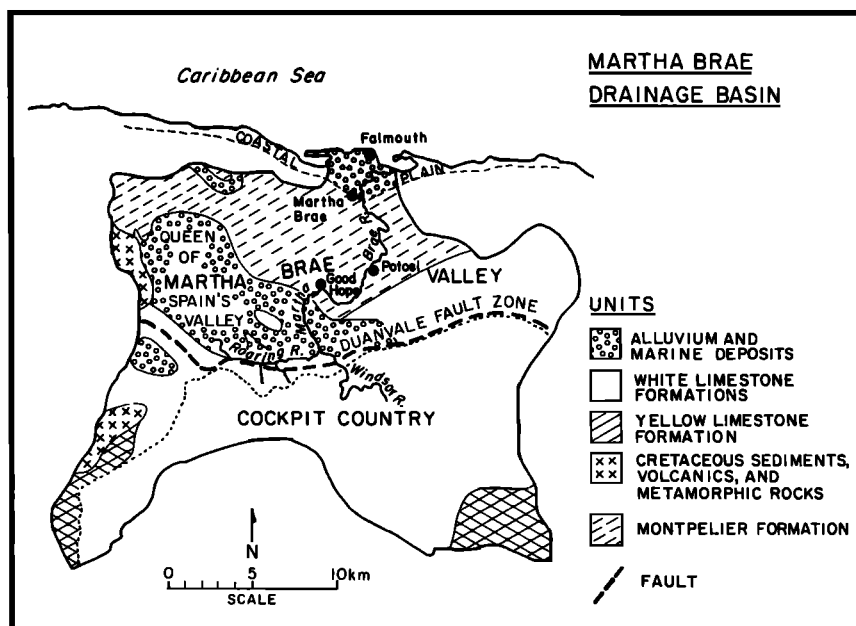 MARTHA BRAE
DRAINAGE BASIN
Caribbean Sea
COASTAL
PLAIN
Falmouth
Martha
Brae
Brae R.
QUEEN
OF
SPAIN'S
VALLEY
MARTHA
BRAE
VALLEY
Good
Hope
Potosi
Martha
DUANVALE FAULT ZONE
Roaring R.
Windsor R.
COCKPIT COUNTRY
N
0 5 10km
SCALE
UNITS
ALLUVIUM AND
MARINE DEPOSITS
WHITE LIMESTONE
FORMATIONS
YELLOW LIMESTONE
FORMATION
CRETACEOUS SEDIMENTS,
VOLCANICS, AND
METAMORPHIC ROCKS
MONTPELIER FORMATION
FAULT